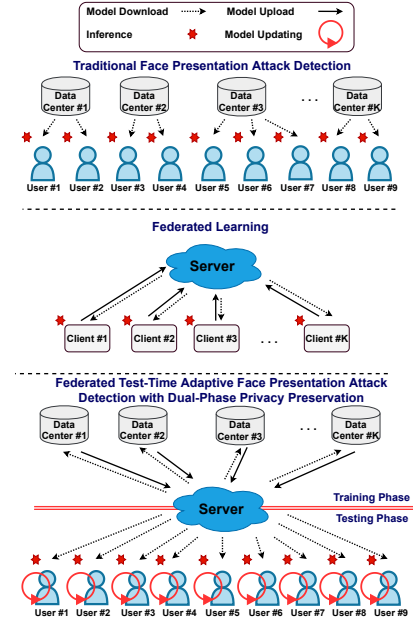 Model Download
Model Upload
Inference
Model Updating
Traditional Face Presentation Attack Detection
Data Center #1
Data Center #2
Data Center #3
. . .
Data Center #K
User #1
User #2
User #3
User #4
User #5
User #6
User #7
User #8
User #9
Federated Learning
Server
Client #1
Client #2
Client #3
. . .
Client #K
Federated Test-Time Adaptive Face Presentation Attack
Detection with Dual-Phase Privacy Preservation
Data
Center #1
Data
Center #2
Data
Center #3
. . .
Data
Center #K
Server
Training Phase
Testing Phase
User #1
User #2
User #3
User #4
User #5
User #6
User #7
User #8
User #9